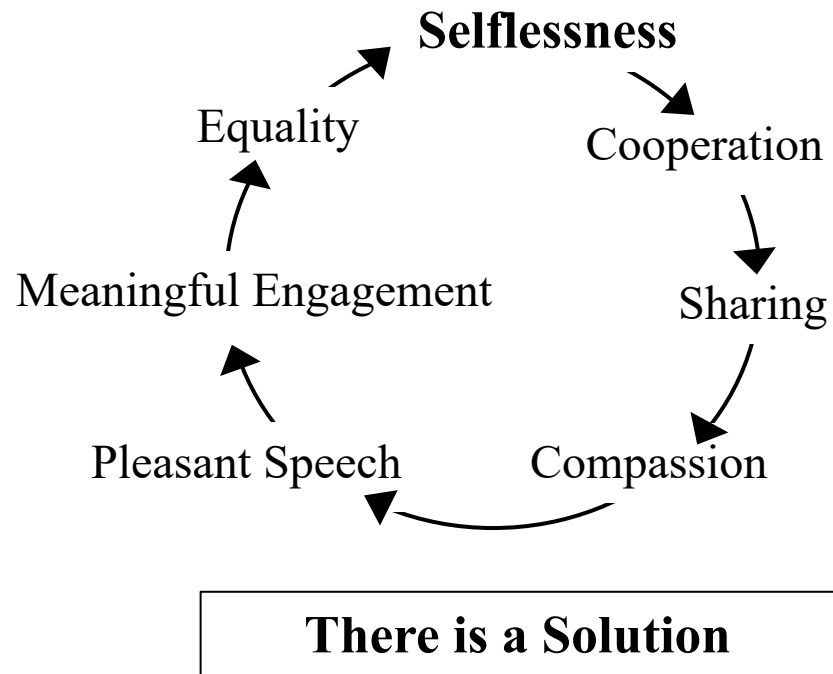 Selflessness
Cooperation
Sharing
Compassion
Pleasant Speech
Meaningful Engagement
Equality
There is a Solution